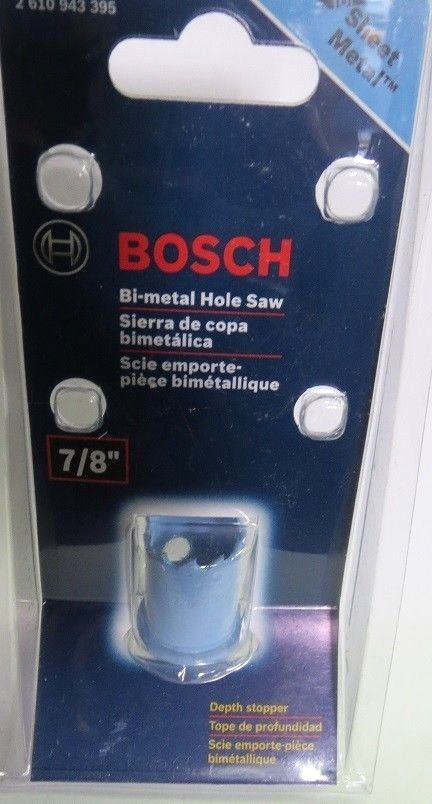 2 610 943 395
Sheet
Metal™
BOSCH
Bi-metal Hole Saw
Sierra de copa
bimetálica
Scie emporte-
pièce bimétallique
7/8"
Depth stopper
Tope de profundidad
Scie emporte-pièce
bimétallique